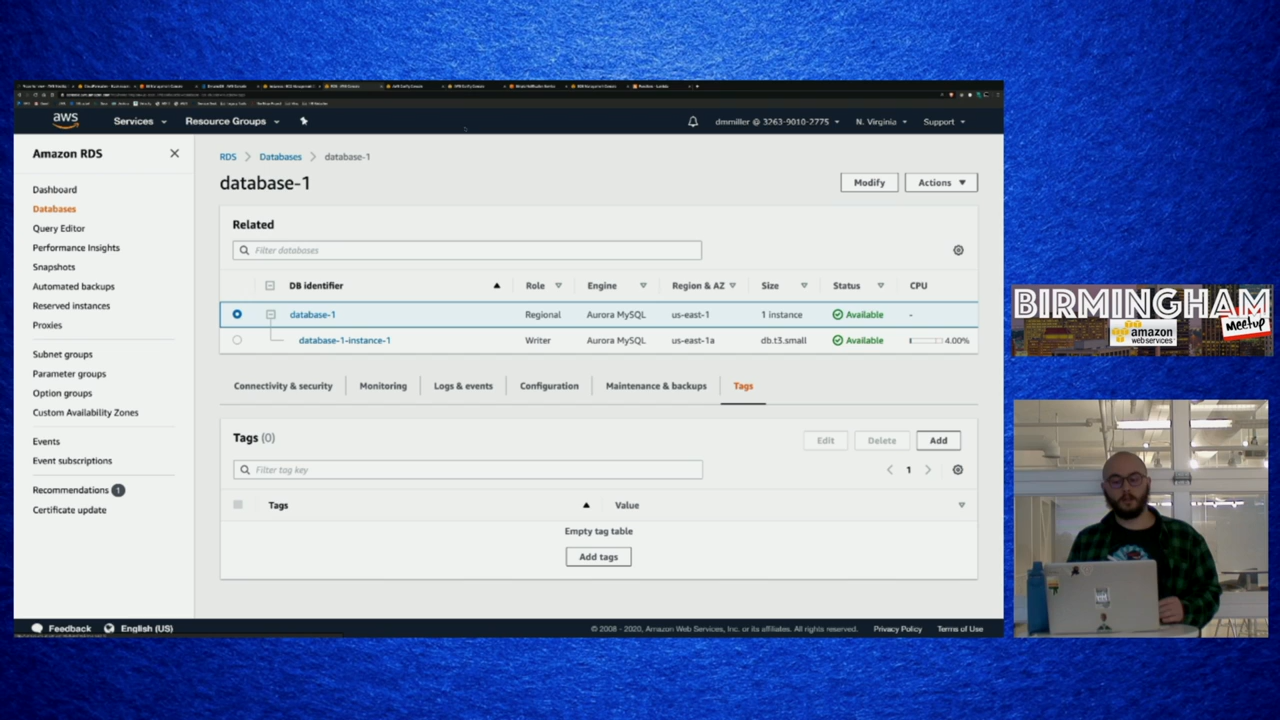 aws
Services
Resource Groups
dmmiller @ 3263-9010-2775
N. Virginia
Support
Amazon RDS
Dashboard
Databases
Query Editor
Performance Insights
Snapshots
Automated backups
Reserved instances
Proxies
Subnet groups
Parameter groups
Option groups
Custom Availability Zones
Events
Event subscriptions
Recommendations 1
Certificate update
RDS > Databases > database-1
database-1
Modify
Actions
Related
Filter databases
DB identifier Role Engine Region & AZ Size Status CPU
database-1 Regional Aurora MySQL us-east-1 1 instance Available -
database-1-instance-1 Writer Aurora MySQL us-east-1a db.t3.small Available 4.00%
Connectivity & security Monitoring Logs & events Configuration Maintenance & backups Tags
Tags (0)
Edit Delete Add
Filter tag key
1
Tags Value
Empty tag table
Add tags
Feedback English (US)
© 2008 - 2020, Amazon Web Services, Inc. or its affiliates. All rights reserved. Privacy Policy Terms of Use
BIRMINGHAM
amazon
web services
Meetup